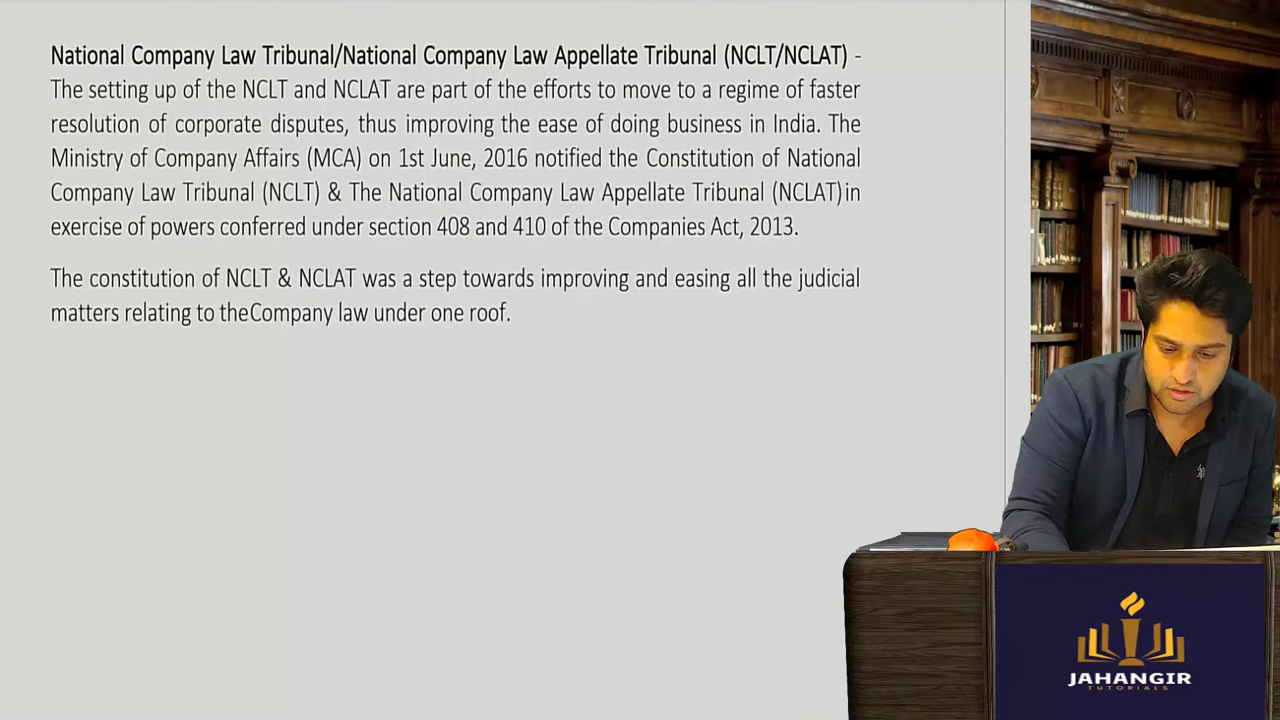 National Company Law Tribunal/National Company Law Appellate Tribunal (NCLT/NCLAT) -
The setting up of the NCLT and NCLAT are part of the efforts to move to a regime of faster
resolution of corporate disputes, thus improving the ease of doing business in India. The
Ministry of Company Affairs (MCA) on 1st June, 2016 notified the Constitution of National
Company Law Tribunal (NCLT) & The National Company Law Appellate Tribunal (NCLAT)in
exercise of powers conferred under section 408 and 410 of the Companies Act, 2013.
The constitution of NCLT & NCLAT was a step towards improving and easing all the judicial
matters relating to theCompany law under one roof.
JAHANGIR
TUTORIALS